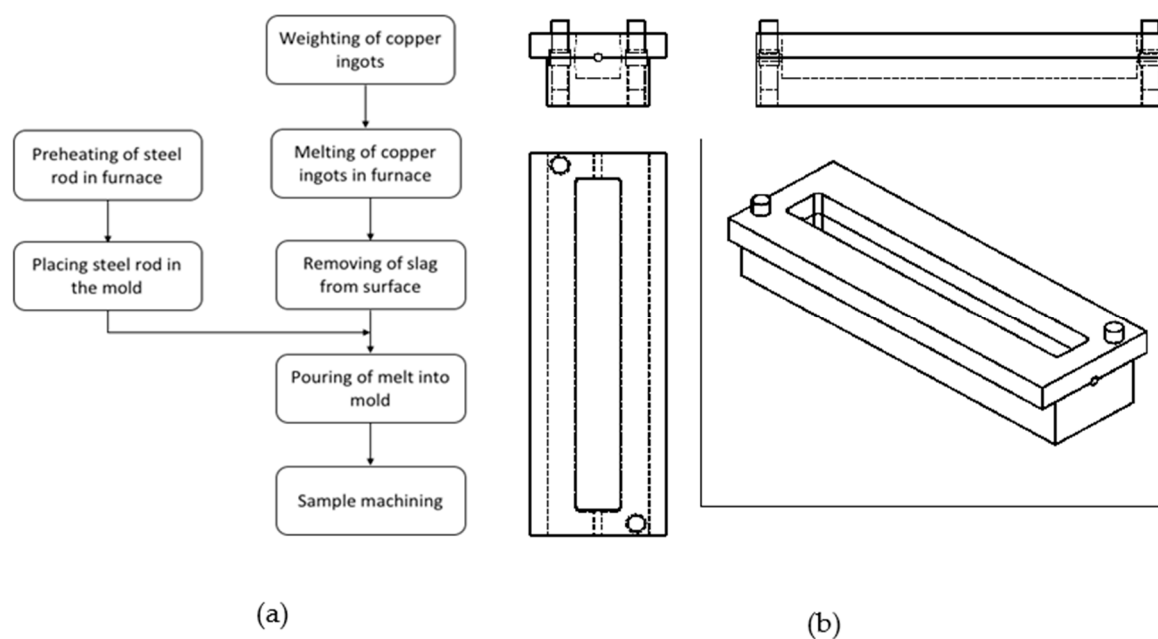 Weighting of copper
ingots
Preheating of steel
rod in furnace
Melting of copper
ingots in furnace
Placing steel rod in
the mold
Removing of slag
from surface
Pouring of melt into
mold
Sample machining
(a)
(b)